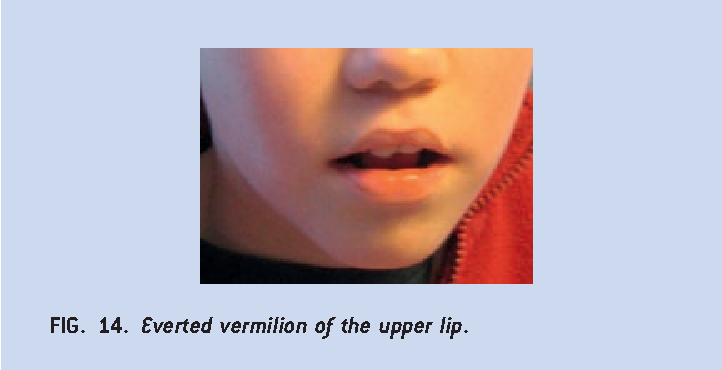 FIG. 14. Everted vermilion of the upper lip.